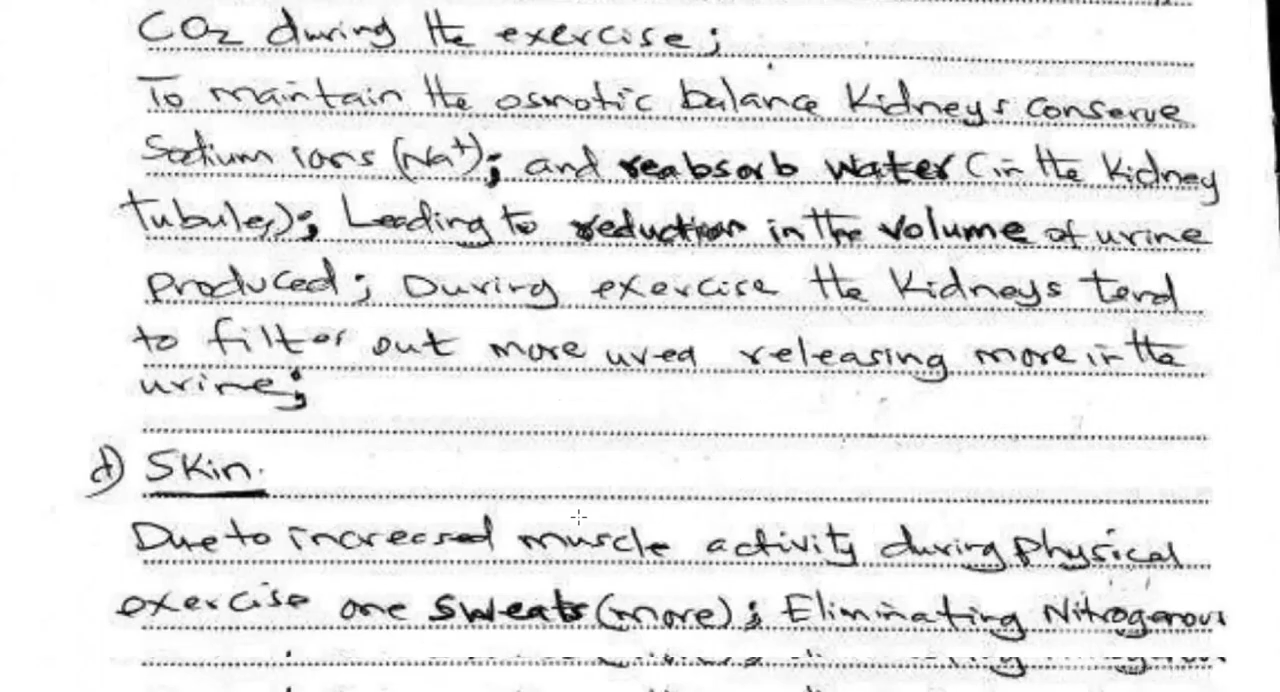 CO2 during the exercise;
To maintain the osmotic balance Kidneys conserve
Sodium ions (Na+); and reabsorb water (in the kidney
tubules); Leading to reduction in the volume of urine
produced; During exercise the kidneys tend
to filter out more urea releasing more in the
urine;
d) Skin.
Due to increased muscle activity during physical
exercise one sweats (more); Eliminating Nitrogenous